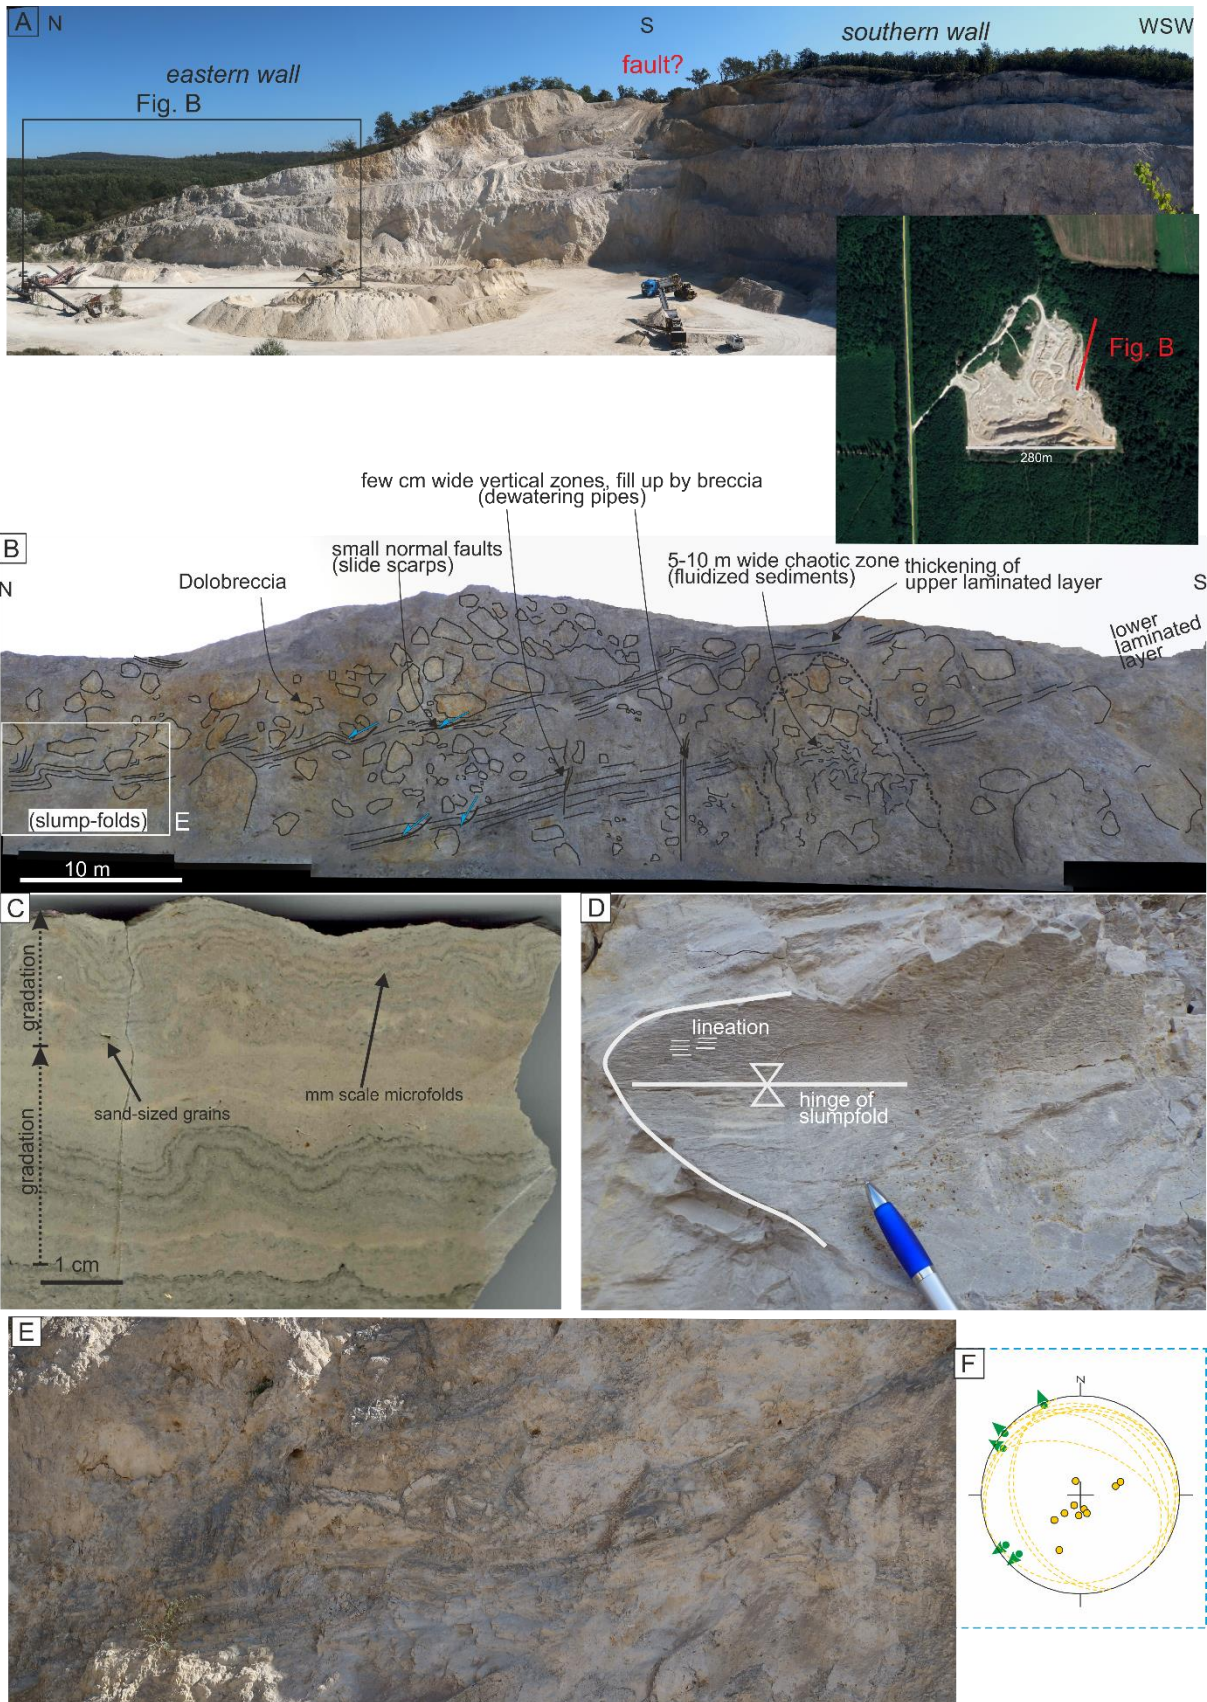 A N
S
WSW
eastern wall
southern wall
fault?
Fig. B
Fig. B
280m
few cm wide vertical zones, fill up by breccia
(dewatering pipes)
B
N
S
small normal faults
(slide scarps)
Dolobreccia
5-10 m wide chaotic zone
(fluidized sediments)
thickening of
upper laminated layer
lower
laminated
layer
(slump-folds)
E
10 m
C
gradation
gradation
sand-sized grains
mm scale microfolds
1 cm
D
lineation
hinge of
slumpfold
E
F
N